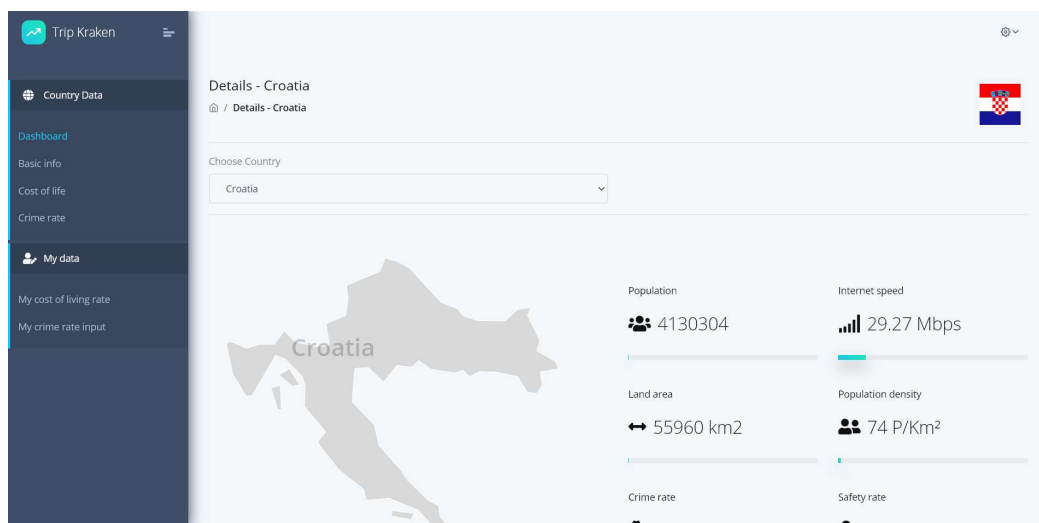 Trip Kraken
Country Data
Dashboard
Basic info
Cost of life
Crime rate
My data
My cost of living rate
My crime rate input
Details - Croatia
/ Details - Croatia
Choose Country
Croatia
Croatia
Population
4130304
Internet speed
29.27 Mbps
Land area
55960 km2
Population density
74 P/Km²
Crime rate
Safety rate